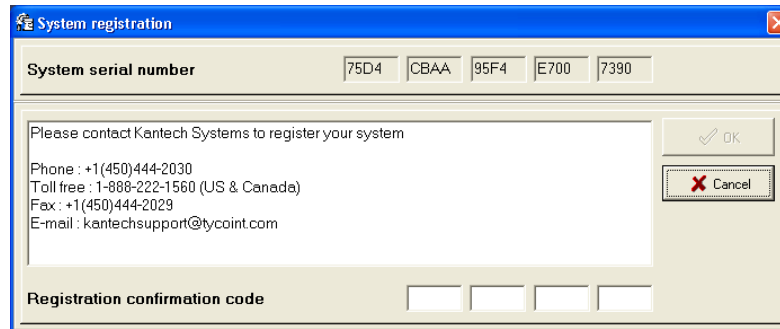 System registration
System serial number 75D4 CBAA 95F4 E700 7390
Please contact Kantech Systems to register your system
Phone : +1(450)444-2030
Toll free : 1-888-222-1560 (US & Canada)
Fax : +1(450)444-2029
E-mail : kantechsupport@tycoint.com
OK
Cancel
Registration confirmation code